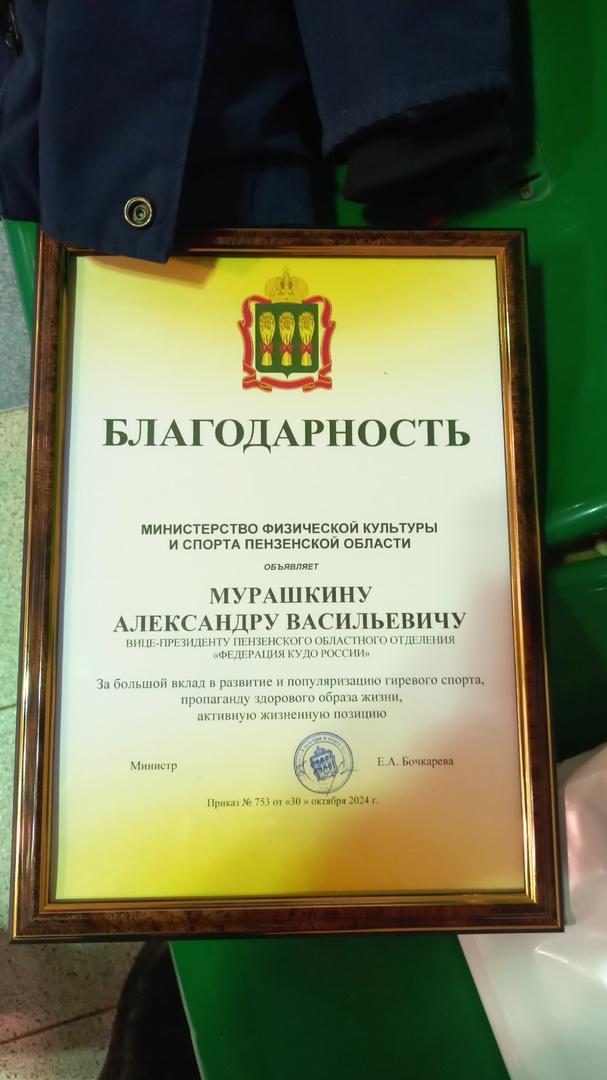 БЛАГОДАРНОСТЬ
МИНИСТЕРСТВО ФИЗИЧЕСКОЙ КУЛЬТУРЫ
И СПОРТА ПЕНЗЕНСКОЙ ОБЛАСТИ
ОБЪЯВЛЯЕТ
МУРАШКИНУ
АЛЕКСАНДРУ ВАСИЛЬЕВИЧУ
ВИЦЕ-ПРЕЗИДЕНТУ ПЕНЗЕНСКОГО ОБЛАСТНОГО ОТДЕЛЕНИЯ
«ФЕДЕРАЦИЯ КУДО РОССИИ»
За большой вклад в развитие и популяризацию гиревого спорта,
пропаганду здорового образа жизни,
активную жизненную позицию
Министр Е.А. Бочкарева
Приказ № 753 от «30 » октября 2024 г.